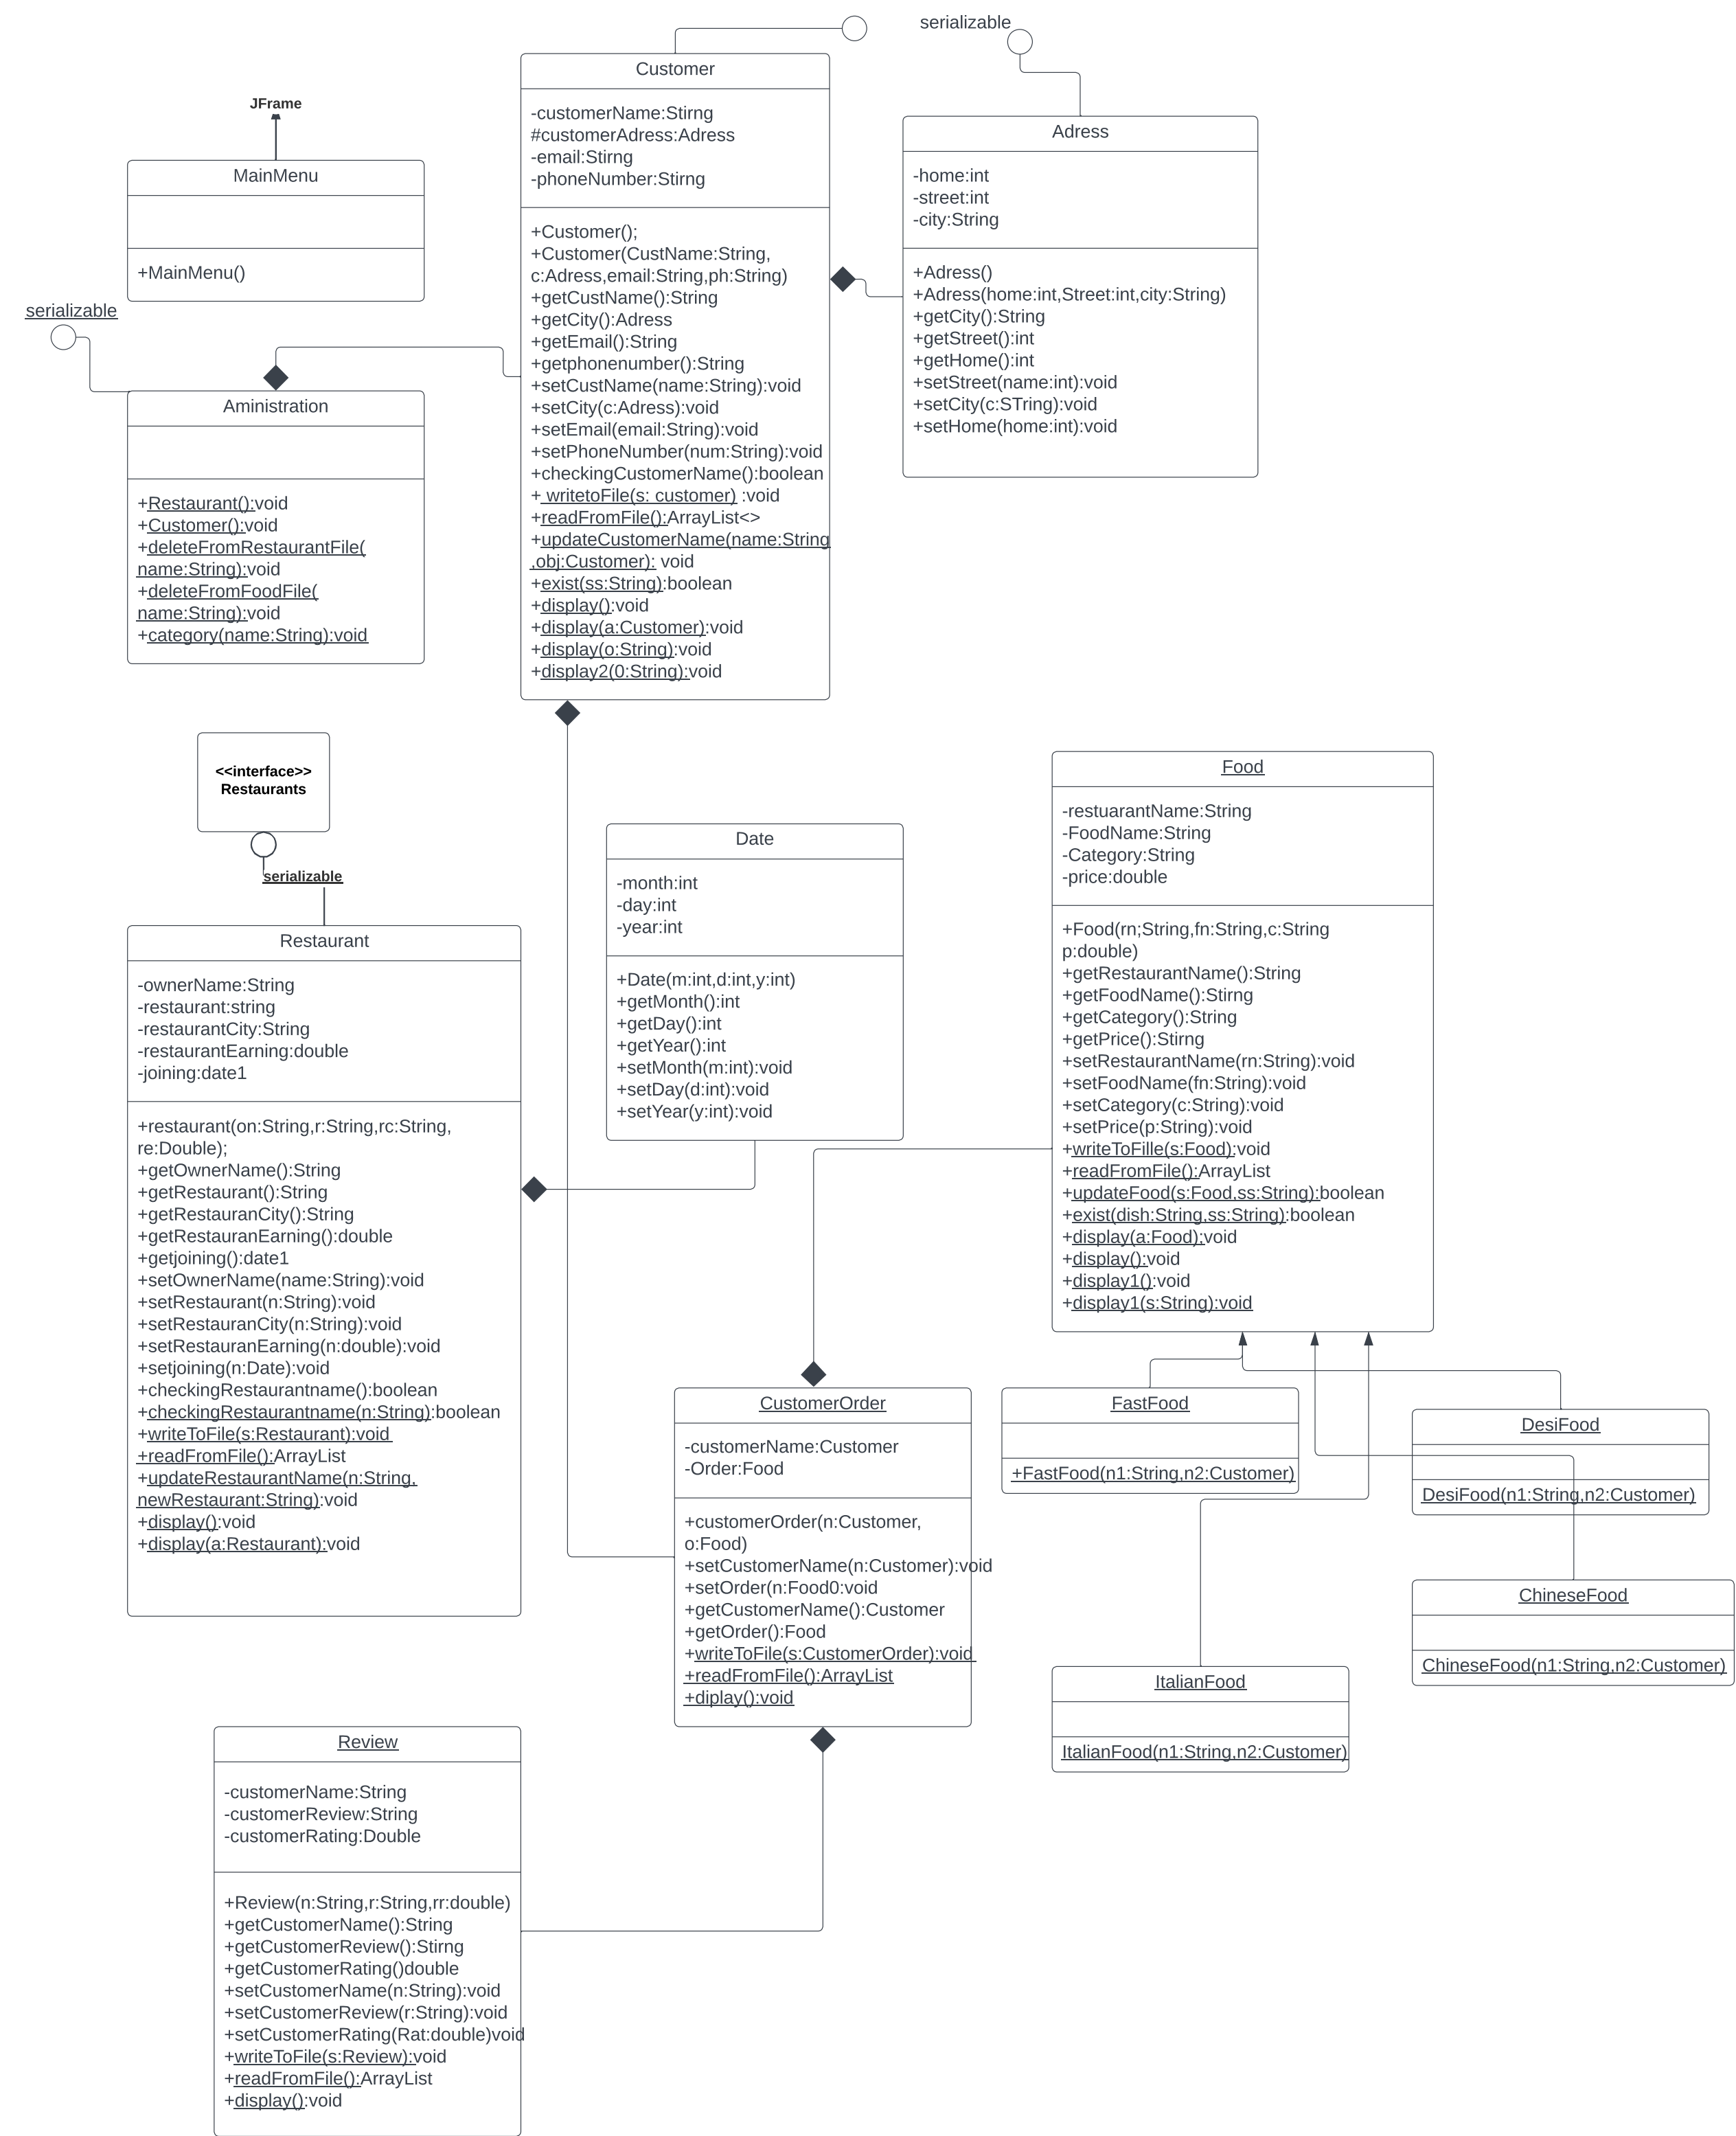 serializable
Customer
-customerName:Stirng
#customerAdress:Adress
-email:Stirng
-phoneNumber:Stirng
+Customer();
+Customer(CustName:String,
c:Adress,email:String,ph:String)
+getCustName():String
+getCity():Adress
+getEmail():String
+getphonenumber():String
+setCustName(name:String):void
+setCity(c:Adress):void
+setEmail(email:String):void
+setPhoneNumber(num:String):void
+checkingCustomerName():boolean
+ writetoFile(s: customer) :void
+readFromFile():ArrayList<>
+updateCustomerName(name:String
,obj:Customer): void
+exist(ss:String):boolean
+display():void
+display(a:Customer):void
+display(o:String):void
+display2(0:String):void
Adress
-home:int
-street:int
-city:String
+Adress()
+Adress(home:int,Street:int,city:String)
+getCity():String
+getStreet():int
+getHome():int
+setStreet(name:int):void
+setCity(c:STring):void
+setHome(home:int):void
JFrame
MainMenu
+MainMenu()
serializable
Aministration
+Restaurant():void
+Customer():void
+deleteFromRestaurantFile(
name:String):void
+deleteFromFoodFile(
name:String):void
+category(name:String):void
<<interface>>
Restaurants
serializable
Restaurant
-ownerName:String
-restaurant:string
-restaurantCity:String
-restaurantEarning:double
-joining:date1
+restaurant(on:String,r:String,rc:String,
re:Double);
+getOwnerName():String
+getRestaurant():String
+getRestauranCity():String
+getRestauranEarning():double
+getjoining():date1
+setOwnerName(name:String):void
+setRestaurant(n:String):void
+setRestauranCity(n:String):void
+setRestauranEarning(n:double):void
+setjoining(n:Date):void
+checkingRestaurantname():boolean
+checkingRestaurantname(n:String):boolean
+writeToFile(s:Restaurant):void
+readFromFile():ArrayList
+updateRestaurantName(n:String,
newRestaurant:String):void
+display():void
+display(a:Restaurant):void
Date
-month:int
-day:int
-year:int
+Date(m:int,d:int,y:int)
+getMonth():int
+getDay():int
+getYear():int
+setMonth(m:int):void
+setDay(d:int):void
+setYear(y:int):void
Food
-restuarantName:String
-FoodName:String
-Category:String
-price:double
+Food(rn;String,fn:String,c:String
p:double)
+getRestaurantName():String
+getFoodName():Stirng
+getCategory():String
+getPrice():Stirng
+setRestaurantName(rn:String):void
+setFoodName(fn:String):void
+setCategory(c:String):void
+setPrice(p:String):void
+writeToFille(s:Food):void
+readFromFile():ArrayList
+updateFood(s:Food,ss:String):boolean
+exist(dish:String,ss:String):boolean
+display(a:Food):void
+display():void
+display1():void
+display1(s:String):void
CustomerOrder
-customerName:Customer
-Order:Food
+customerOrder(n:Customer,
o:Food)
+setCustomerName(n:Customer):void
+setOrder(n:Food0:void
+getCustomerName():Customer
+getOrder():Food
+writeToFile(s:CustomerOrder):void
+readFromFile():ArrayList
+diplay():void
FastFood
+FastFood(n1:String,n2:Customer)
DesiFood
DesiFood(n1:String,n2:Customer)
ChineseFood
ChineseFood(n1:String,n2:Customer)
ItalianFood
ItalianFood(n1:String,n2:Customer)
Review
-customerName:String
-customerReview:String
-customerRating:Double
+Review(n:String,r:String,rr:double)
+getCustomerName():String
+getCustomerReview():Stirng
+getCustomerRating()double
+setCustomerName(n:String):void
+setCustomerReview(r:String):void
+setCustomerRating(Rat:double)void
+writeToFile(s:Review):void
+readFromFile():ArrayList
+display():void